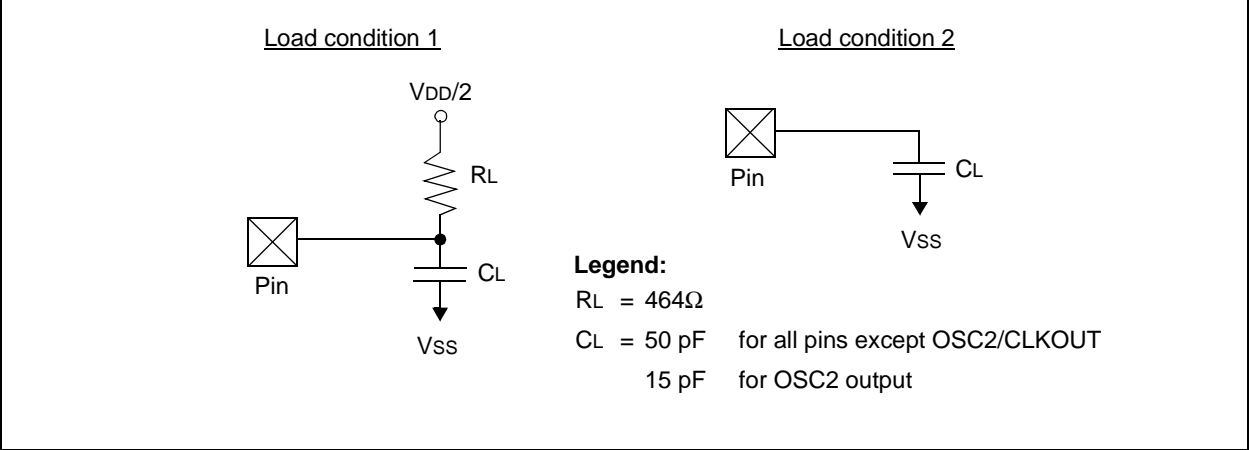 Load condition 1
VDD/2
RL
Pin
CL
VSS
Load condition 2
Pin
CL
VSS
Legend:
RL = 464Ω
CL = 50 pF for all pins except OSC2/CLKOUT
15 pF for OSC2 output